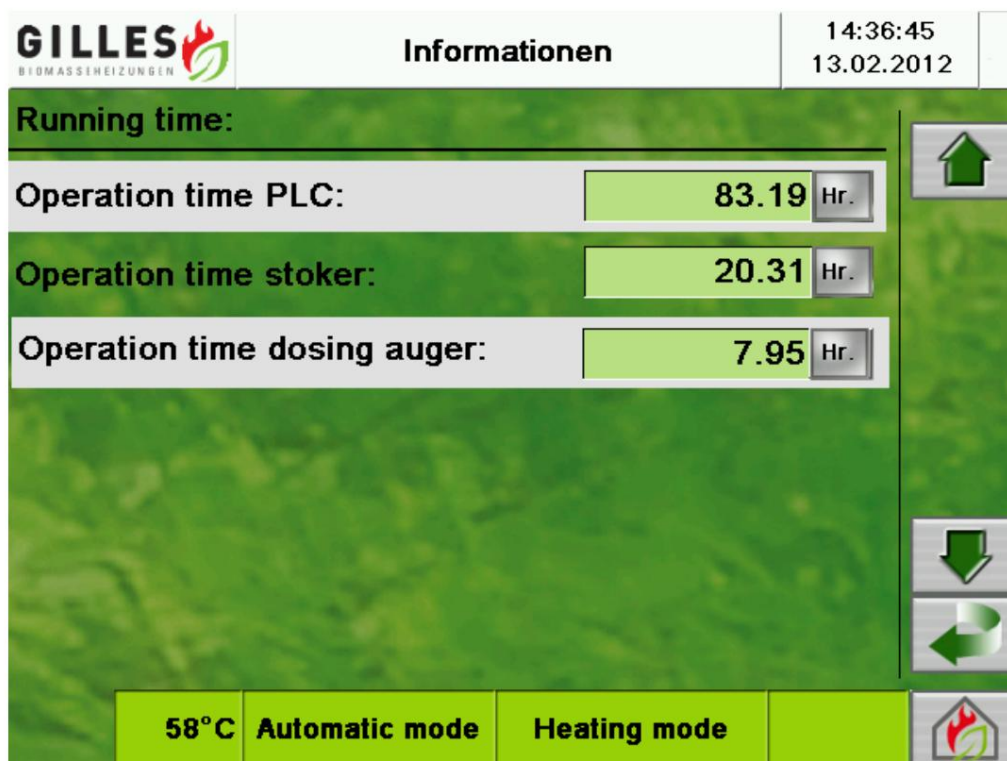 GILLES
BIOMASSEHEIZUNGEN
Informationen
14:36:45
13.02.2012
Running time:
Operation time PLC: 83.19 Hr.
Operation time stoker: 20.31 Hr.
Operation time dosing auger: 7.95 Hr.
58°C Automatic mode Heating mode